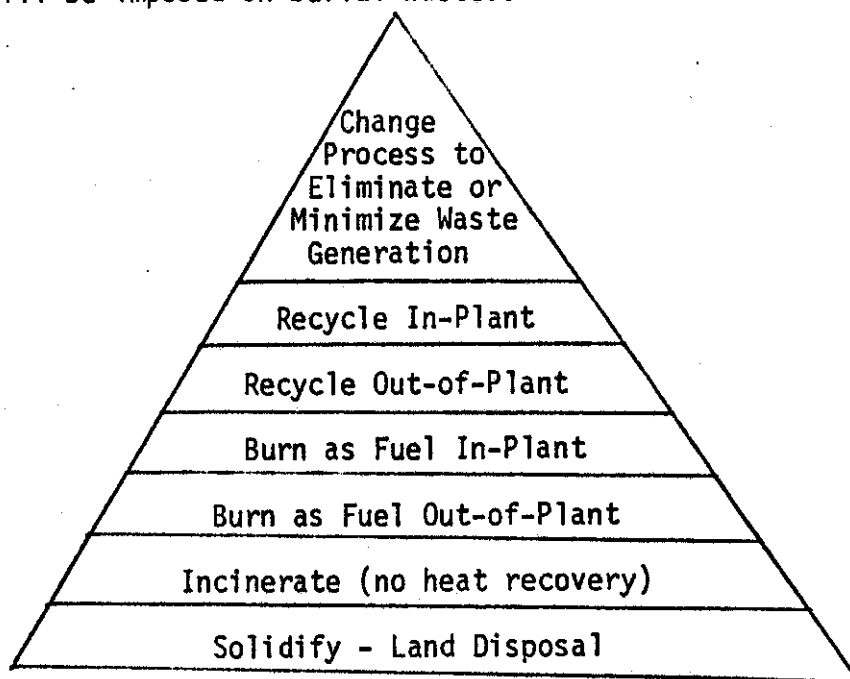 be imposed on burial
Change
Process to
Eliminate or
Minimize Waste
Generation
Recycle In-Plant
Recycle Out-of-Plant
Burn as Fuel In-Plant
Burn as Fuel Out-of-Plant
Incinerate (no heat recovery)
Solidify - Land Disposal